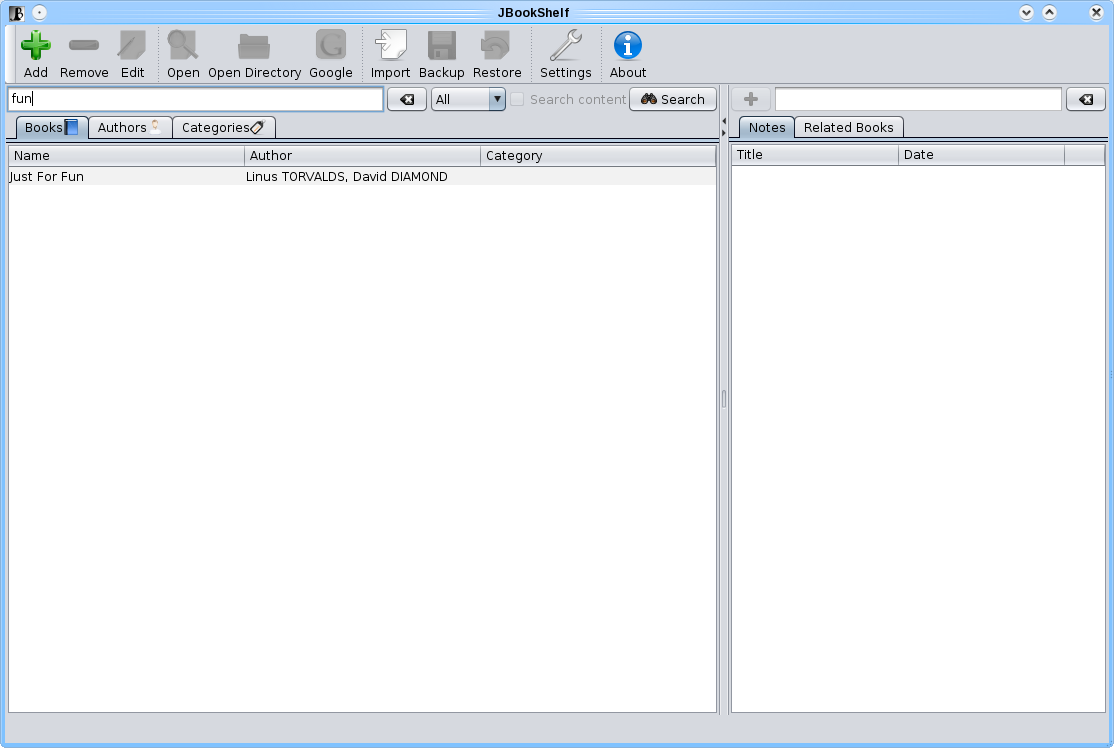 JBookShelf
Add Remove Edit Open Open Directory Google Import Backup Restore Settings About
fun All Search content Search
Books Authors Categories Notes Related Books
Name Author Category Title Date
Just For Fun Linus TORVALDS, David DIAMOND